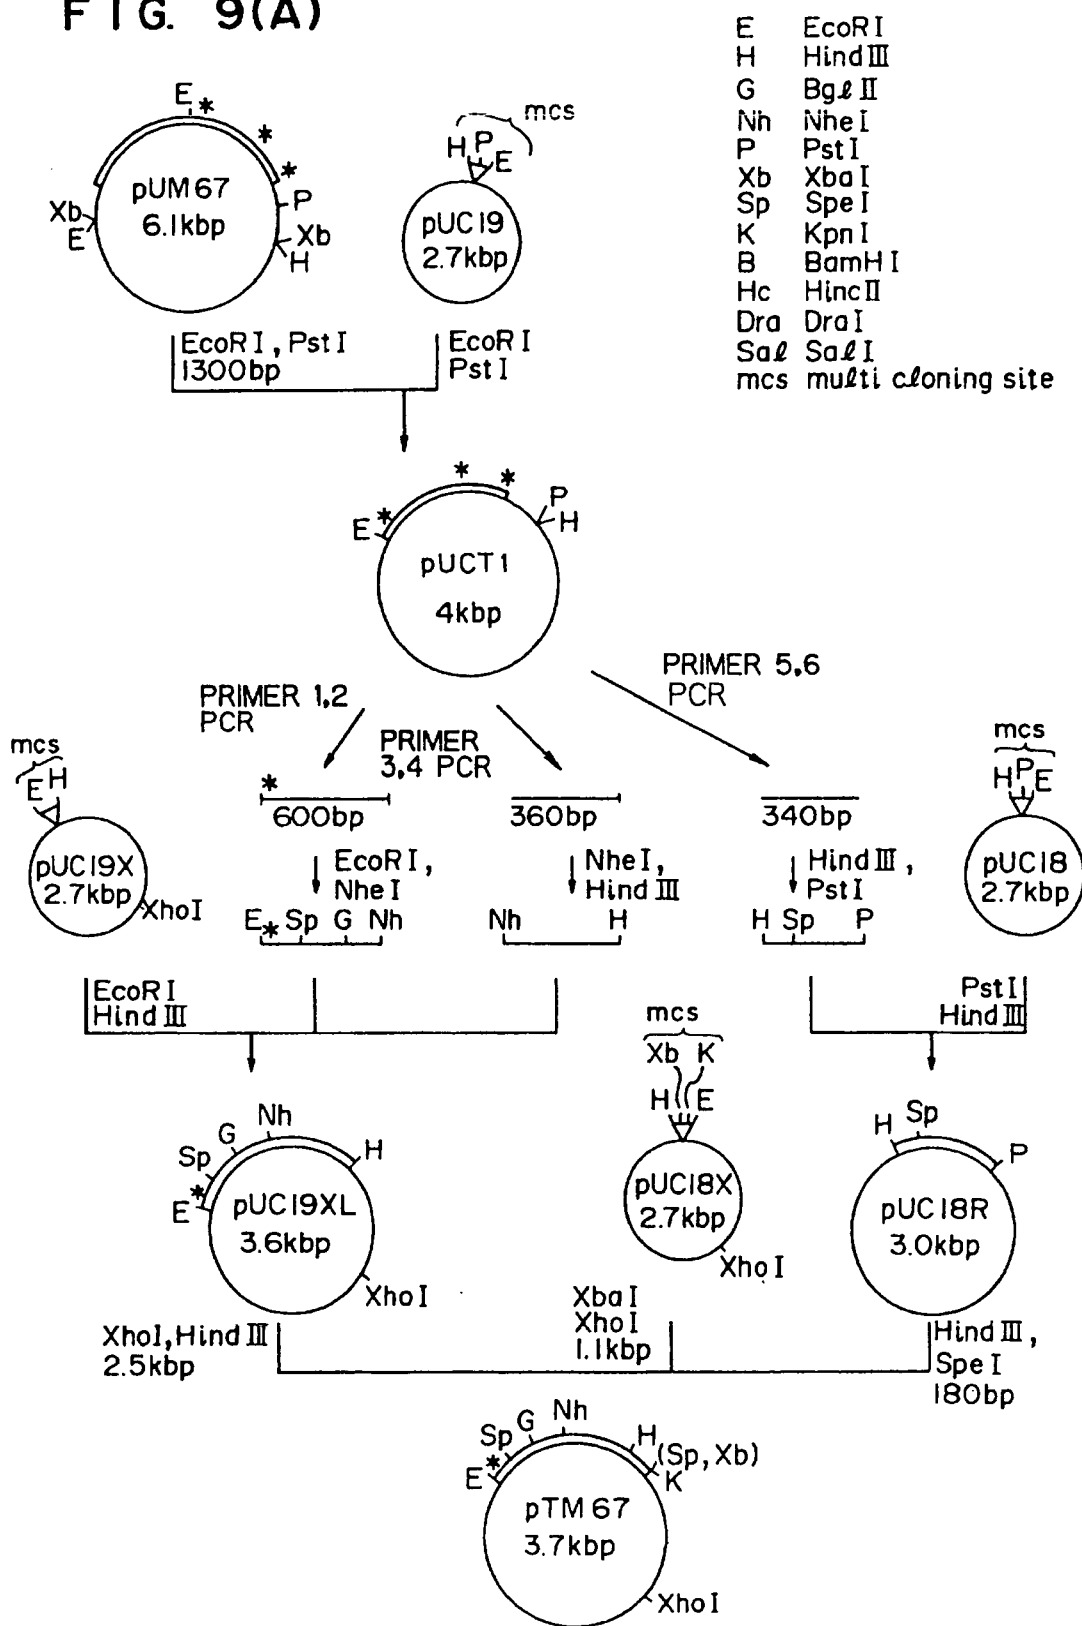 FIG. 9(A)
E EcoRI
H HindⅢ
G BgℓⅡ
Nh NheI
P PstI
Xb XbaI
Sp SpeI
K KpnI
B BamHI
Hc HincⅡ
Dra DraI
Saℓ SaℓI
mcs muℓti cℓoning site
E * * *
pUM67
6.1kbp
P
Xb
H
Xb
E
mcs
H P E
pUC19
2.7kbp
EcoRI, PstI
1300bp
EcoRI
PstI
* * *
E
P
H
pUCT1
4kbp
PRIMER 1,2
PCR
PRIMER
3,4 PCR
PRIMER 5,6
PCR
mcs
E H
pUC19X
2.7kbp
XhoI
*
600bp
360bp
340bp
mcs
H P E
pUC18
2.7kbp
EcoRI,
NheI
NheI,
HindⅢ
HindⅢ,
PstI
E * Sp G Nh
Nh H
H Sp P
EcoRI
HindⅢ
PstI
HindⅢ
mcs
Xb K
H E
pUC18X
2.7kbp
XhoI
E * Sp G Nh H
pUC19XL
3.6kbp
XhoI
H Sp P
pUC18R
3.0kbp
XhoI, HindⅢ
2.5kbp
XbaI
XhoI
1.1kbp
HindⅢ,
SpeI
180bp
E * Sp G Nh H
(Sp, Xb)
K
pTM67
3.7kbp
XhoI